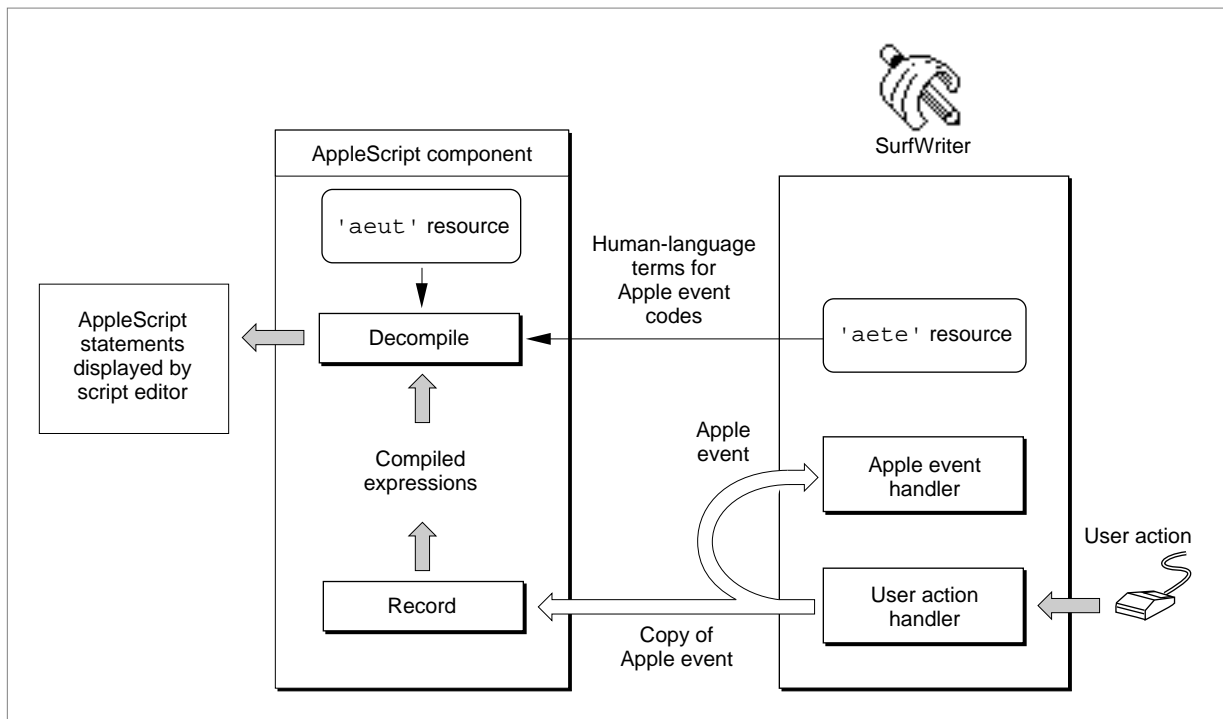 SurfWriter
AppleScript component
'aeut' resource
Human-language
terms for
Apple event
codes
AppleScript
statements
displayed by
script editor
Decompile
'aete' resource
Apple
event
Compiled
expressions
Apple event
handler
User action
Record
User action
handler
Copy of
Apple event